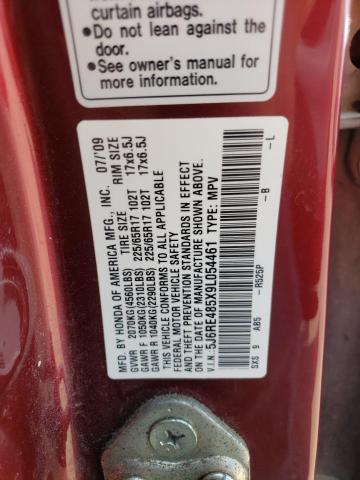 curtain airbags.
•Do not lean against the
door.
•See owner's manual for
more information.
MFD. BY HONDA OF AMERICA MFG., INC. 07/'09
TIRE SIZE RIM SIZE
GVWR 2070KG(4560LBS) 225/65R17 102T 17x6.5J
GAWR F 1050KG(2310LBS) 225/65R17 102T 17x6.5J
GAWR R 1040KG(2290LBS)
THIS VEHICLE CONFORMS TO ALL APPLICABLE
FEDERAL MOTOR VEHICLE SAFETY
AND THEFT PREVENTION STANDARDS IN EFFECT
ON THE DATE OF MANUFACTURE SHOWN ABOVE.
V.I.N: 5J6RE485X9L054461 TYPE: MPV
SXS 9 AB5 -R525P -B -L